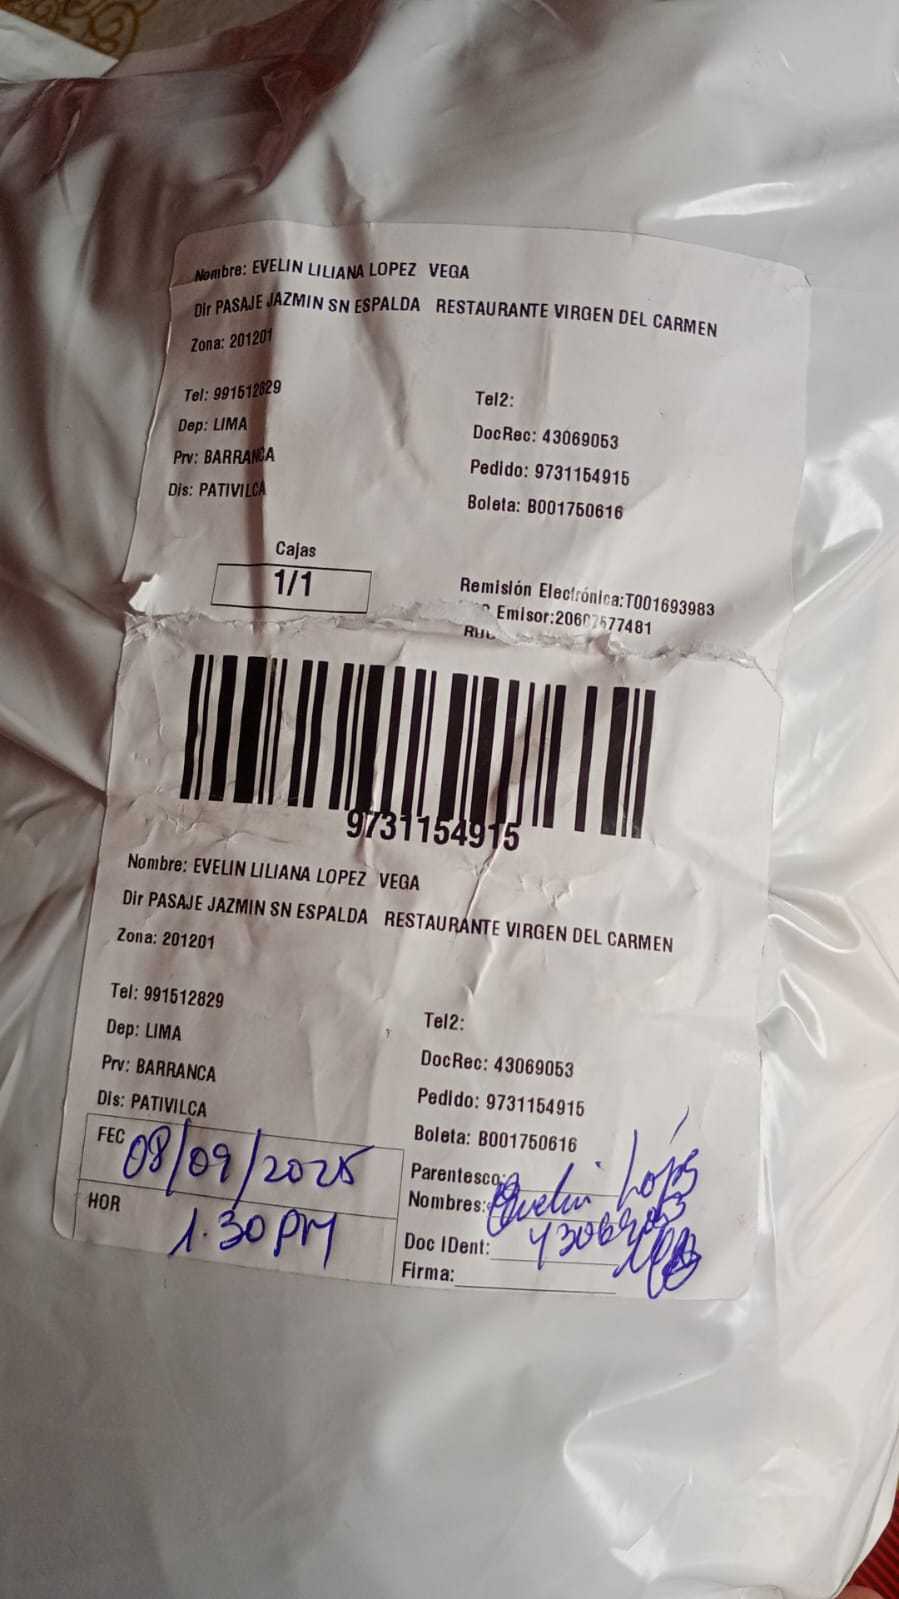 Nombre: EVELIN LILIANA LOPEZ VEGA
Dir PASAJE JAZMIN SN ESPALDA RESTAURANTE VIRGEN DEL CARMEN
Zona: 201201
Tel: 991512829
Tel2:
Dep: LIMA
DocRec: 43069053
Prv: BARRANCA
Pedido: 9731154915
Dis: PATIVILCA
Boleta: B001750616
Cajas
1/1
Remisión Electrónica:T001693983
Emisor:
9731154915
Nombre: EVELIN LILIANA LOPEZ VEGA
Dir PASAJE JAZMIN SN ESPALDA RESTAURANTE VIRGEN DEL CARMEN
Zona: 201201
Tel: 991512829
Tel2:
Dep: LIMA
DocRec: 43069053
Prv: BARRANCA
Pedido: 9731154915
Dis: PATIVILCA
Boleta: B001750616
FEC 08/09/2025
HOR 1.30 PM
Parentesco:
Nombres: Evelin López
Doc IDent: 43069053
Firma: